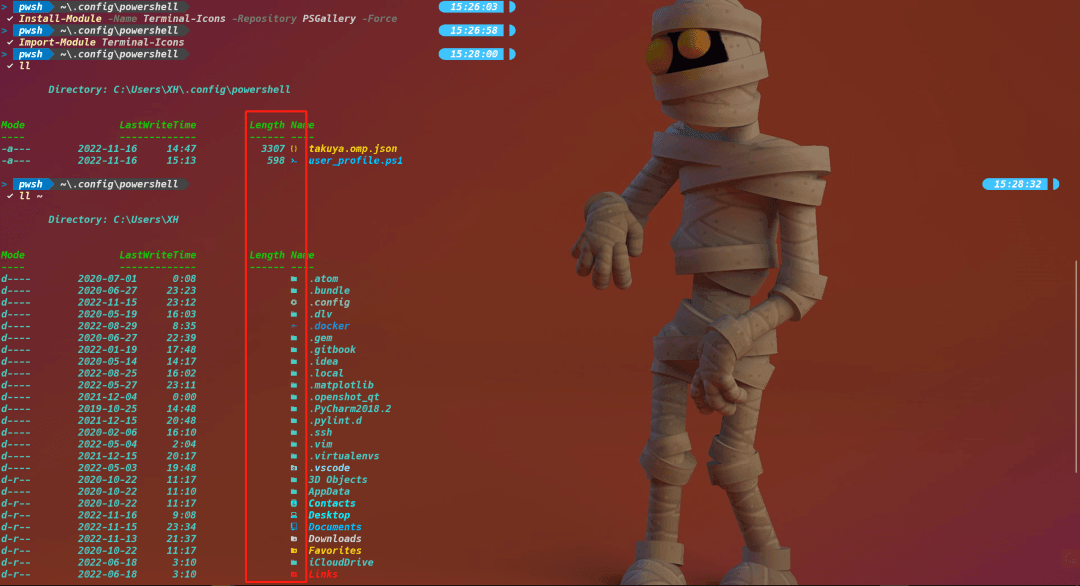 > pwsh ~\.config\powershell 15:26:03
✓ Install-Module -Name Terminal-Icons -Repository PSGallery -Force
> pwsh ~\.config\powershell 15:26:58
✓ Import-Module Terminal-Icons
> pwsh ~\.config\powershell 15:28:00
✓ ll
Directory: C:\Users\XH\.config\powershell
Mode LastWriteTime Length Name
---- ------------- ------ ----
-a--- 2022-11-16 14:47 3307 takuya.omp.json
-a--- 2022-11-16 15:13 598 user_profile.ps1
> pwsh ~\.config\powershell 15:28:32
✓ ll ~
Directory: C:\Users\XH
Mode LastWriteTime Length Name
---- ------------- ------ ----
d---- 2020-07-01 0:08 .atom
d---- 2020-06-27 23:23 .bundle
d---- 2022-11-15 23:12 .config
d---- 2020-05-19 16:03 .dlv
d---- 2022-08-29 8:35 .docker
d---- 2020-06-27 22:39 .gem
d---- 2022-01-19 17:48 .gitbook
d---- 2020-05-14 14:17 .idea
d---- 2022-08-25 16:02 .local
d---- 2022-05-27 23:11 .matplotlib
d---- 2021-12-04 0:00 .openshot_qt
d---- 2019-10-25 14:48 .PyCharm2018.2
d---- 2021-12-15 20:48 .pylint.d
d---- 2020-02-06 16:10 .ssh
d---- 2022-05-04 2:04 .vim
d---- 2021-12-15 20:17 .virtualenvs
d---- 2022-05-03 19:48 .vscode
d-r-- 2020-10-22 11:17 3D Objects
d---- 2020-10-22 11:10 AppData
d-r-- 2020-10-22 11:17 Contacts
d-r-- 2022-11-16 9:08 Desktop
d-r-- 2022-11-15 23:34 Documents
d-r-- 2022-11-13 21:37 Downloads
d-r-- 2020-10-22 11:17 Favorites
d-r-- 2022-06-18 3:10 iCloudDrive
d-r-- 2022-06-18 3:10 Links